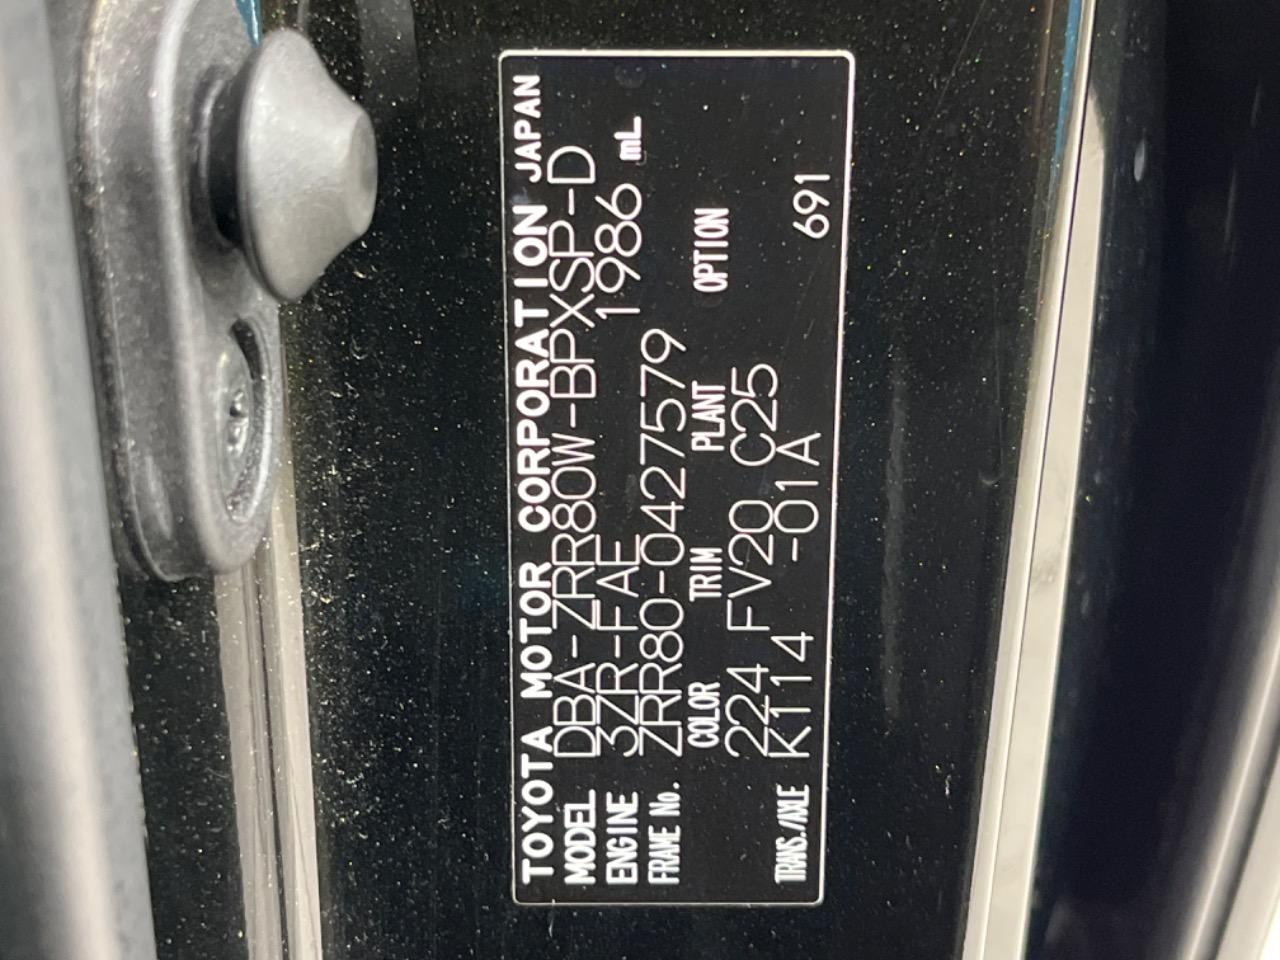 TOYOTA MOTOR CORPORATION JAPAN
MODEL DBA-ZRR80W-BPXSP-D
ENGINE 3ZR-FAE 1986 mL
FRAME No. ZRR80-0427579
COLOR TRIM PLANT OPTION
224 FV20 C25
TRANS./AXLE K114 -01A 691